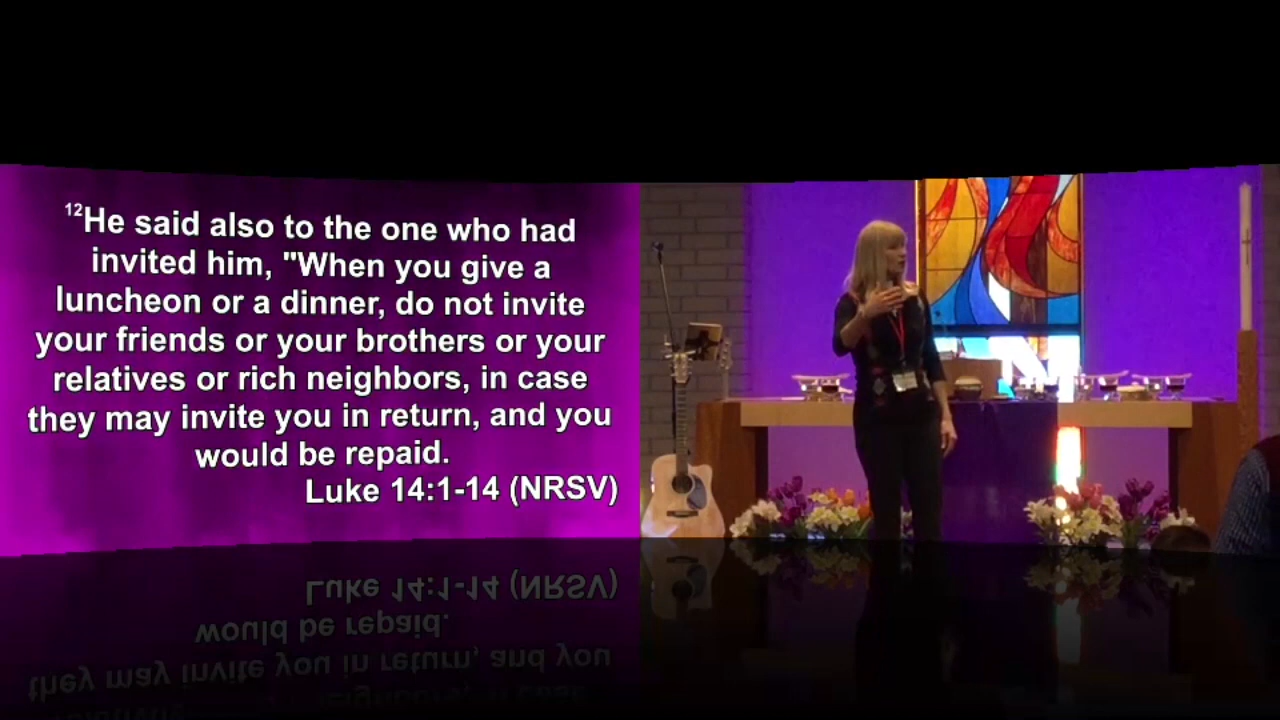 ¹²He said also to the one who had
invited him, "When you give a
luncheon or a dinner, do not invite
your friends or your brothers or your
relatives or rich neighbors, in case
they may invite you in return, and you
would be repaid.
Luke 14:1-14 (NRSV)